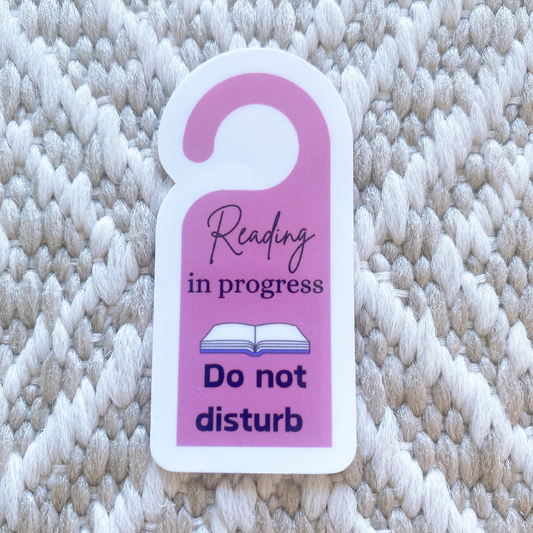 Reading
in progress
Do not
disturb